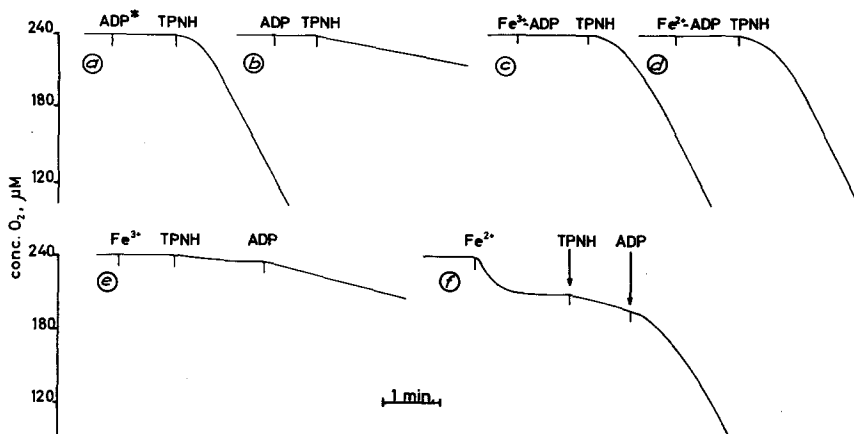 240
180
120
conc. O₂, µM
ADP* TPNH
ⓐ
ADP TPNH
ⓑ
Fe³⁺-ADP TPNH
ⓒ
Fe²⁺-ADP TPNH
ⓓ
240
180
120
Fe³⁺ TPNH ADP
ⓔ
Fe²⁺ TPNH ADP
ⓕ
1 min.